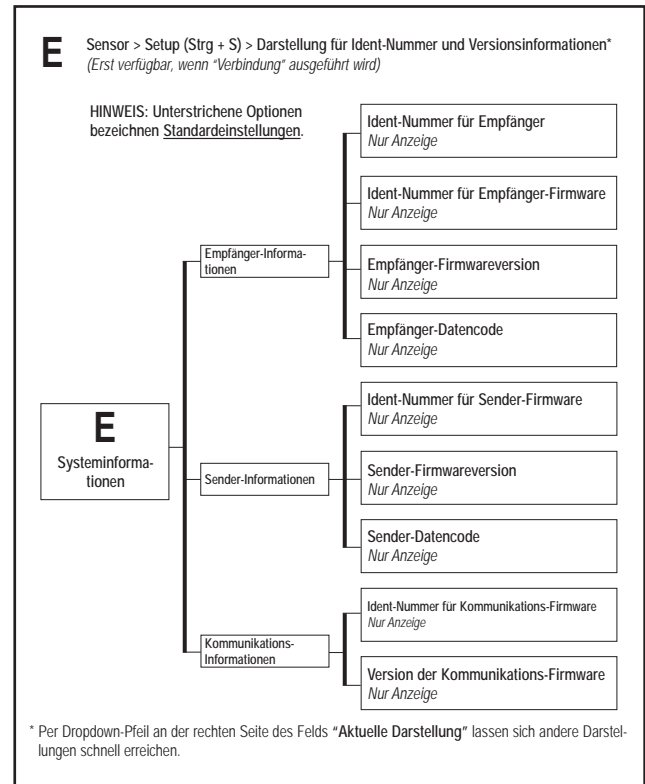 E
Sensor > Setup (Strg + S) > Darstellung für Ident-Nummer und Versionsinformationen*
(Erst verfügbar, wenn "Verbindung" ausgeführt wird)
HINWEIS: Unterstrichene Optionen
bezeichnen Standardeinstellungen.
E
Systeminforma-
tionen
Empfänger-Informa-
tionen
Ident-Nummer für Empfänger
Nur Anzeige
Ident-Nummer für Empfänger-Firmware
Nur Anzeige
Empfänger-Firmwareversion
Nur Anzeige
Empfänger-Datencode
Nur Anzeige
Sender-Informationen
Ident-Nummer für Sender-Firmware
Nur Anzeige
Sender-Firmwareversion
Nur Anzeige
Sender-Datencode
Nur Anzeige
Kommunikations-
Informationen
Ident-Nummer für Kommunikations-Firmware
Nur Anzeige
Version der Kommunikations-Firmware
Nur Anzeige
* Per Dropdown-Pfeil an der rechten Seite des Felds "Aktuelle Darstellung" lassen sich andere Darstel-
lungen schnell erreichen.